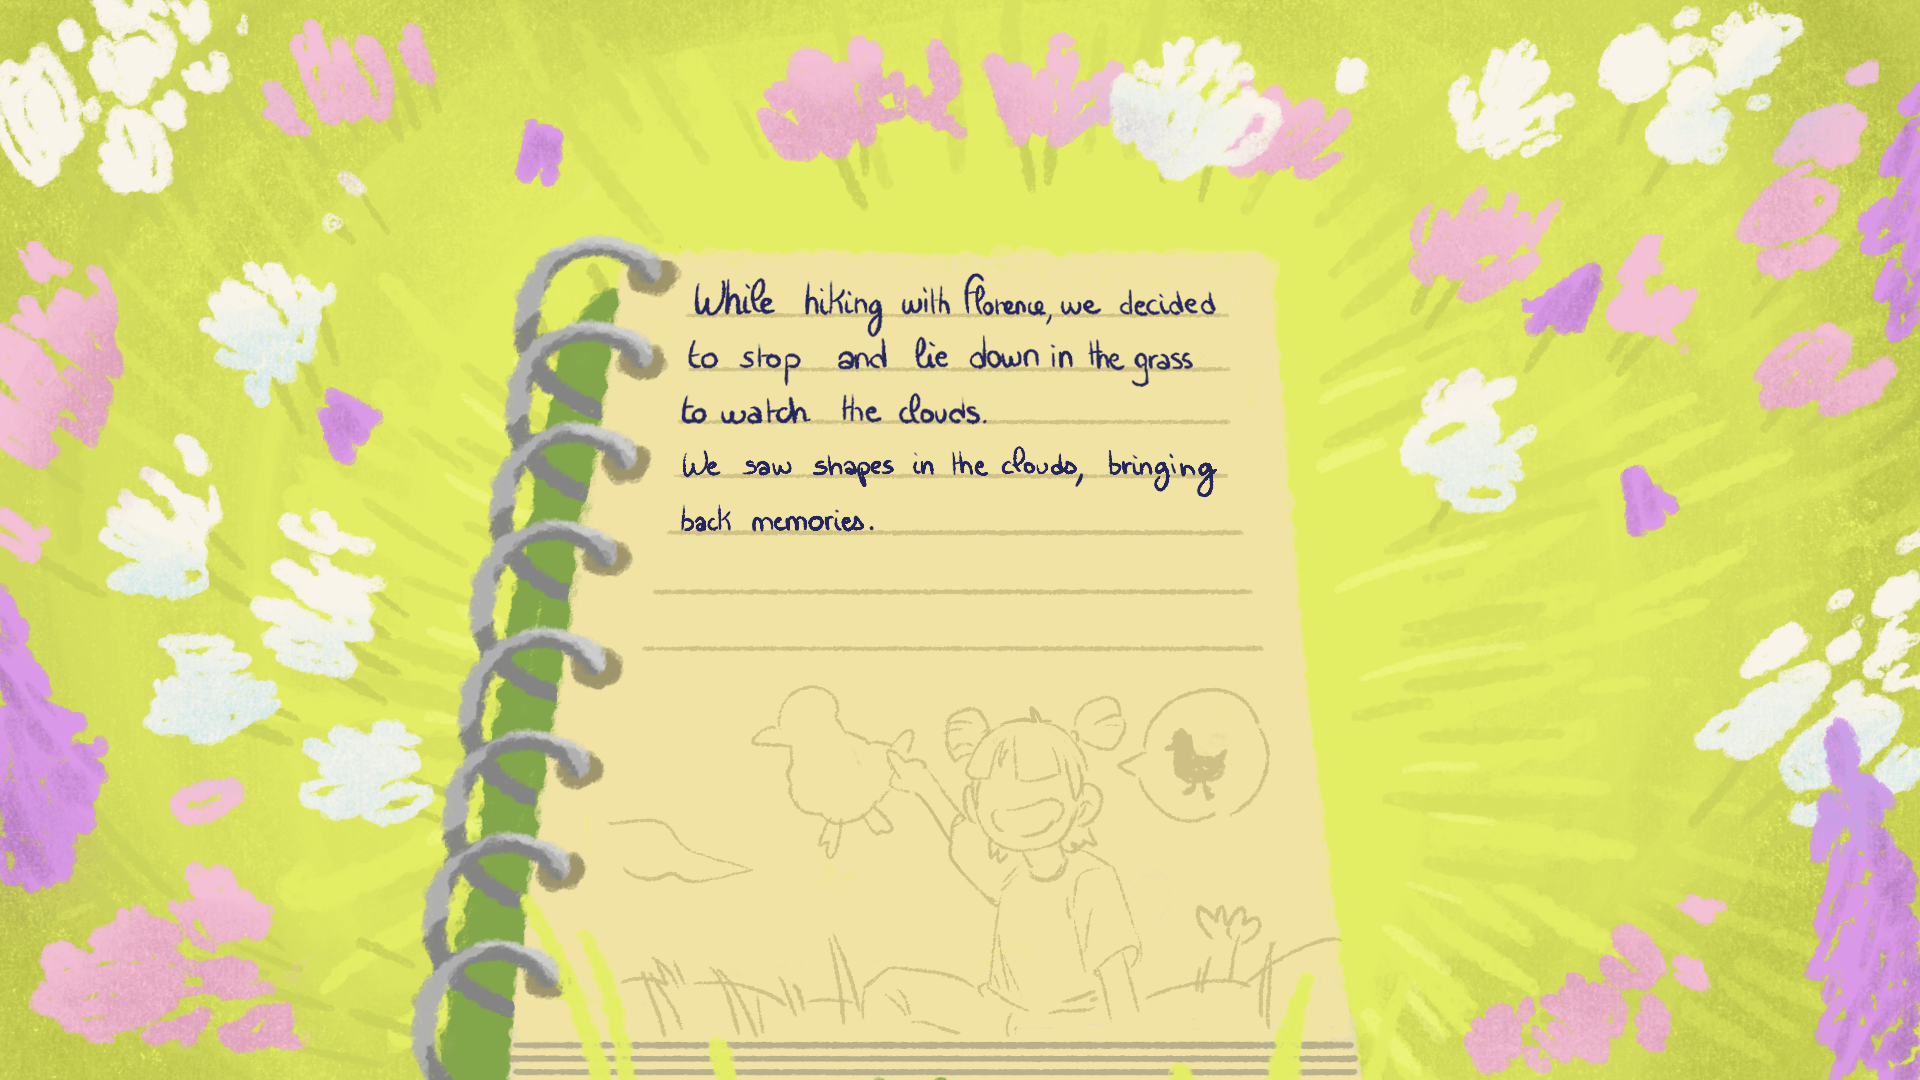 While hiking with Florence, we decided
to stop and lie down in the grass
to watch the clouds.
We saw shapes in the clouds, bringing
back memories.